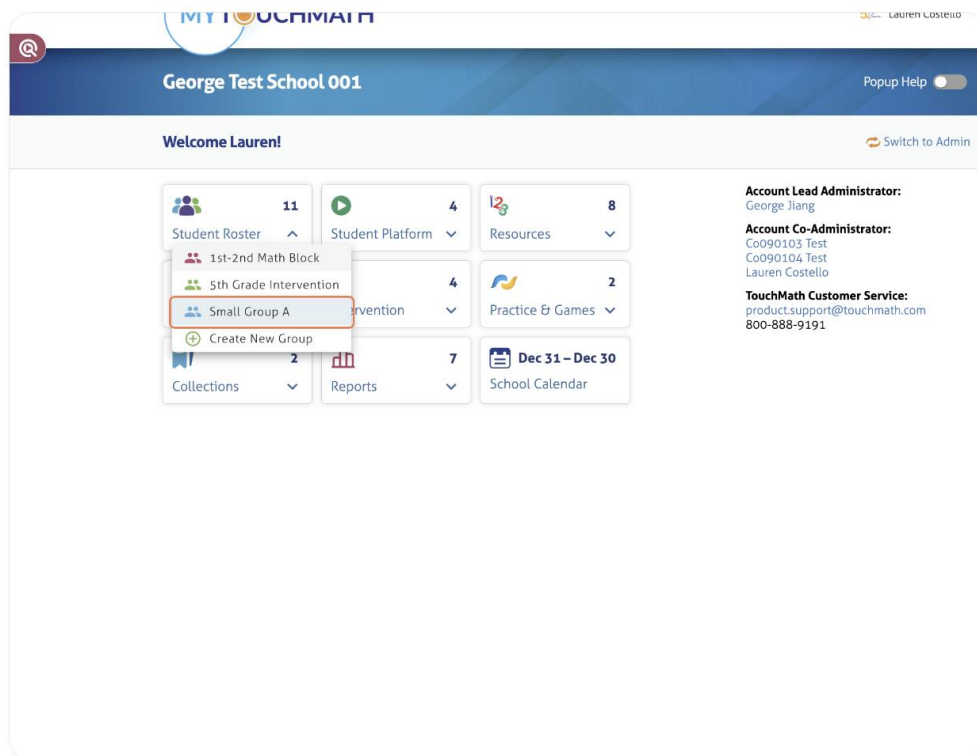 MYTOUCHMATH
Lauren Costello
George Test School 001
Popup Help
Welcome Lauren!
Switch to Admin
11
Student Roster
4
Student Platform
123
8
Resources
1st-2nd Math Block
5th Grade Intervention
Small Group A
Create New Group
4
2
Practice & Games
2
Collections
7
Reports
Dec 31 – Dec 30
School Calendar
Account Lead Administrator:
George Jiang
Account Co-Administrator:
Co090103 Test
Co090104 Test
Lauren Costello
TouchMath Customer Service:
product.support@touchmath.com
800-888-9191